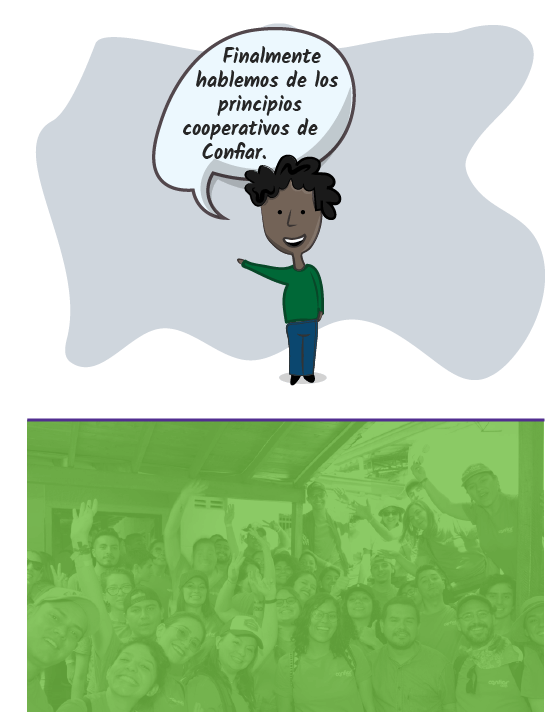 Finalmente
hablemos de los
principios
cooperativos de
Confiar.